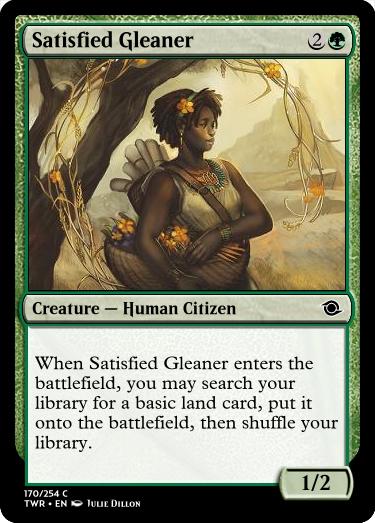 Satisfied Gleaner 2
Creature — Human Citizen
When Satisfied Gleaner enters the
battlefield, you may search your
library for a basic land card, put it
onto the battlefield, then shuffle your
library.
1/2
170/254 C
TWR • EN Julie Dillon